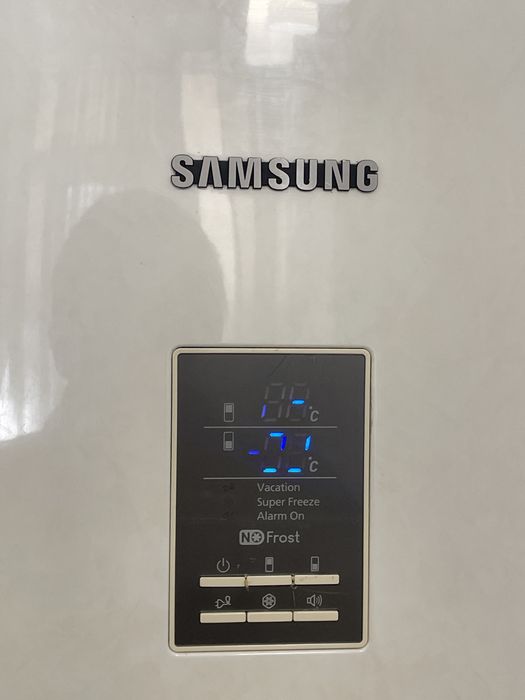 SAMSUNG
°C
°C
Vacation
Super Freeze
Alarm On
NO Frost